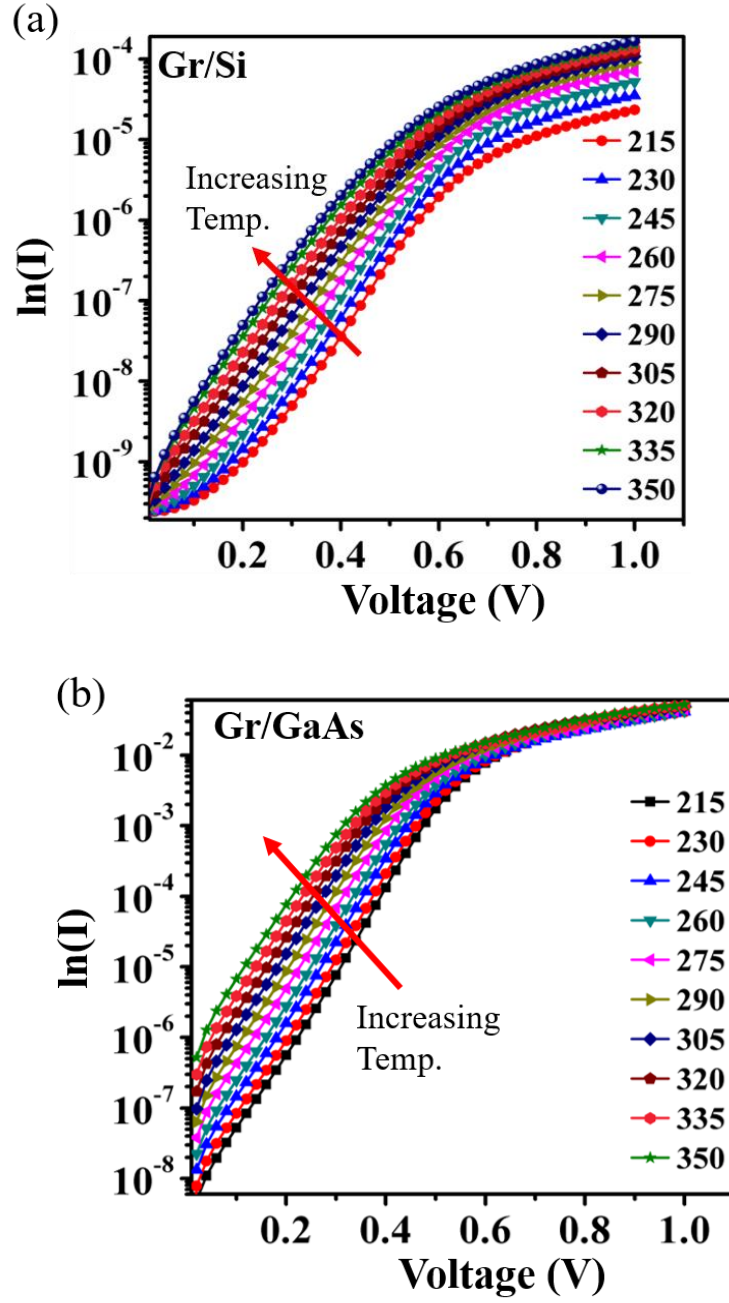 (a)
Gr/Si
10⁻⁴
10⁻⁵
10⁻⁶
10⁻⁷
10⁻⁸
10⁻⁹
ln(I)
Increasing
Temp.
215
230
245
260
275
290
305
320
335
350
0.2 0.4 0.6 0.8 1.0
Voltage (V)
(b)
Gr/GaAs
10⁻²
10⁻³
10⁻⁴
10⁻⁵
10⁻⁶
10⁻⁷
10⁻⁸
ln(I)
Increasing
Temp.
215
230
245
260
275
290
305
320
335
350
0.2 0.4 0.6 0.8 1.0
Voltage (V)